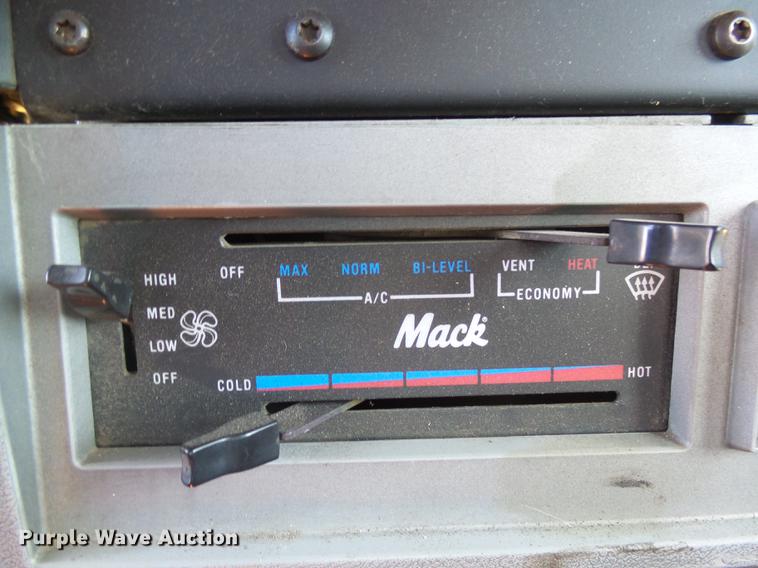 OFF MAX NORM BI-LEVEL VENT HEAT
A/C ECONOMY
HIGH
MED
LOW
OFF
Mack®
COLD HOT
Purple Wave Auction